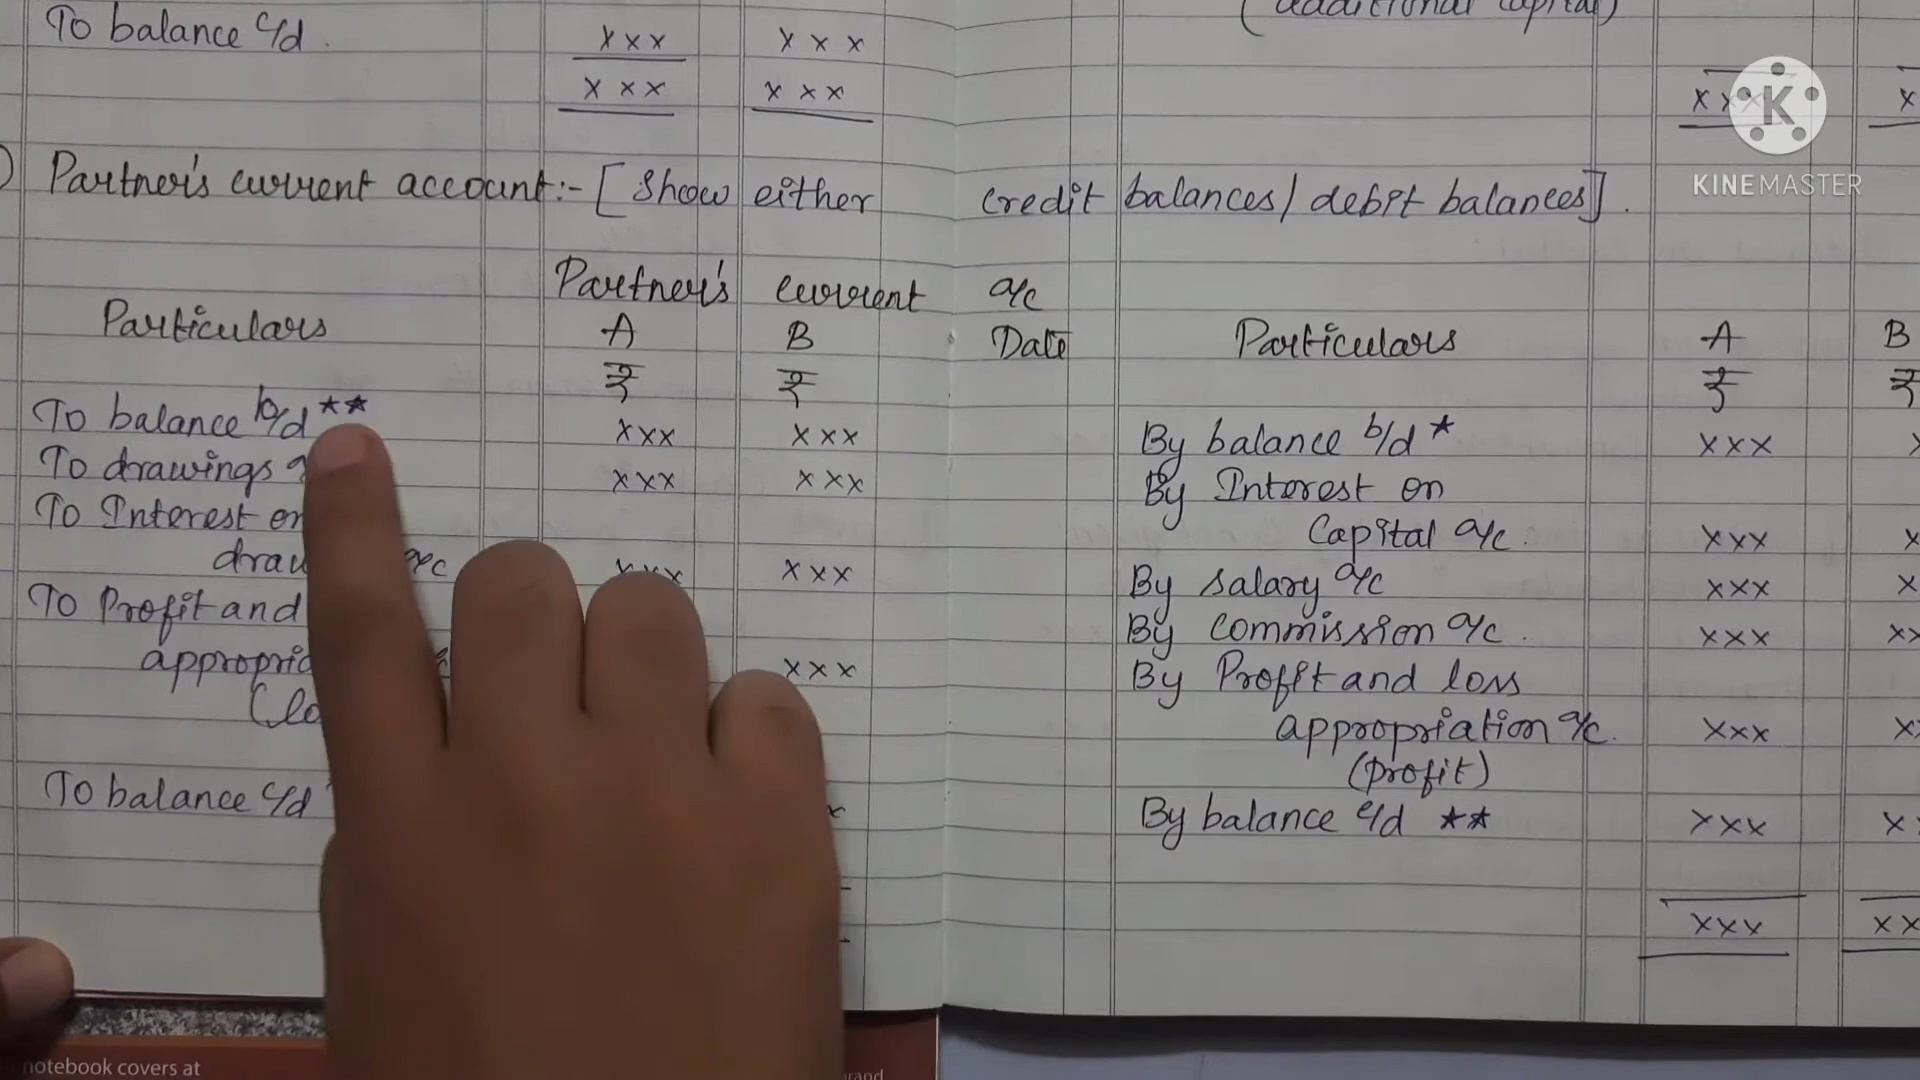 To balance c/d. xxx xxx
(additional capital)
xxx xxx
KINEMASTER
Partner's current account:- [Show either credit balances/debit balances].
Partner's current a/c
Particulars A B Date Particulars A B
₹ ₹ ₹ ₹
To balance b/d ** xxx xxx By balance b/d * xxx
To drawings xxx xxx By Interest on
To Interest on Capital a/c. xxx
a/c xxx xxx By salary a/c xxx
To Profit and By commission a/c. xxx
xxx By Profit and loss
appropriation a/c. xxx
(Profit)
To balance c/d By balance c/d ** xxx
xxx
notebook covers at